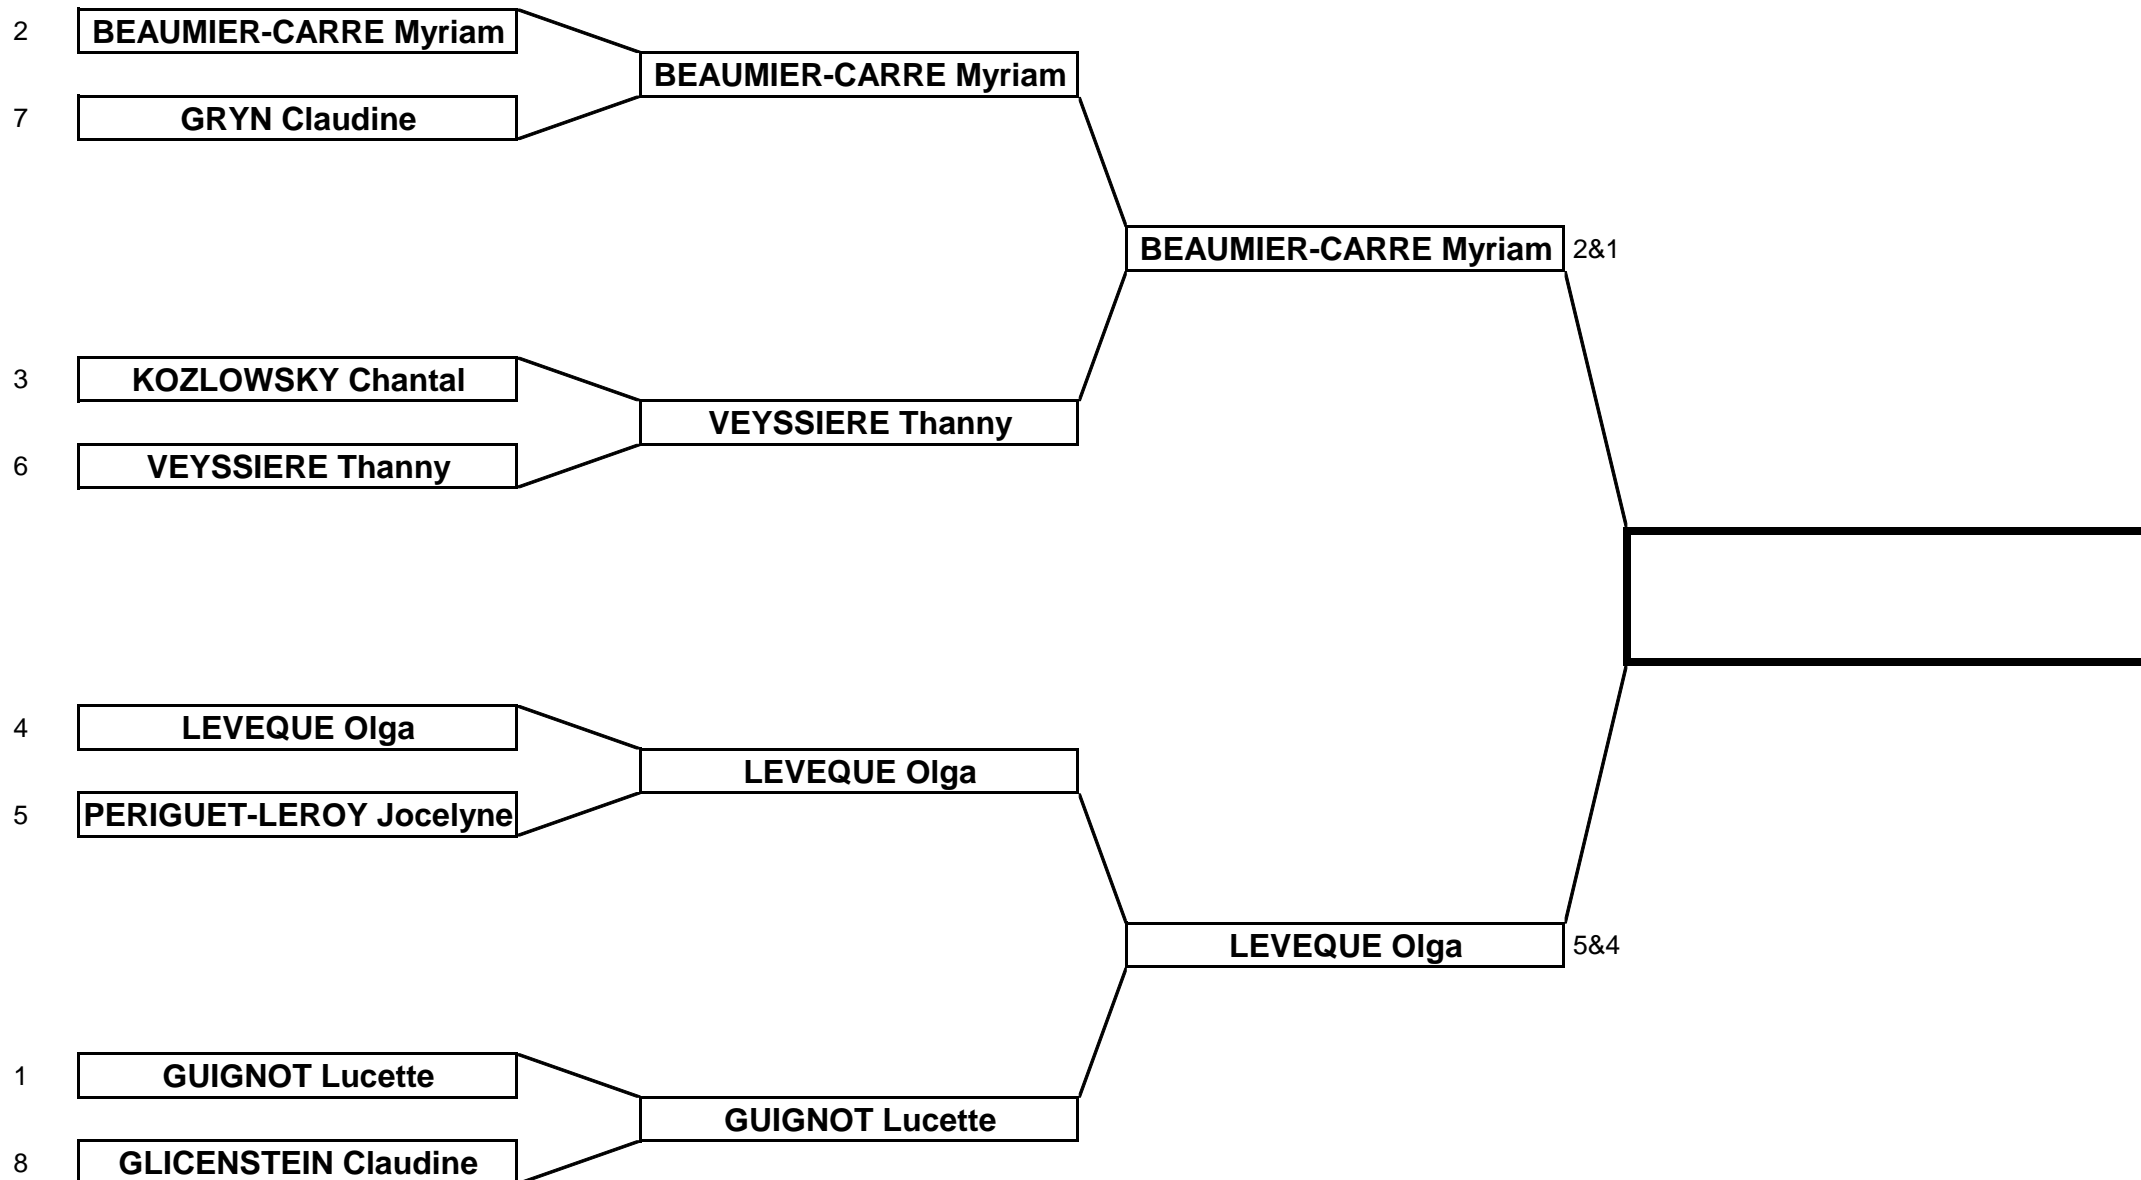 2 BEAUMIER-CARRE Myriam
BEAUMIER-CARRE Myriam
7 GRYN Claudine
BEAUMIER-CARRE Myriam 2&1
3 KOZLOWSKY Chantal
VEYSSIERE Thanny
6 VEYSSIERE Thanny
4 LEVEQUE Olga
LEVEQUE Olga
5 PERIGUET-LEROY Jocelyne
LEVEQUE Olga 5&4
1 GUIGNOT Lucette
GUIGNOT Lucette
8 GLICENSTEIN Claudine